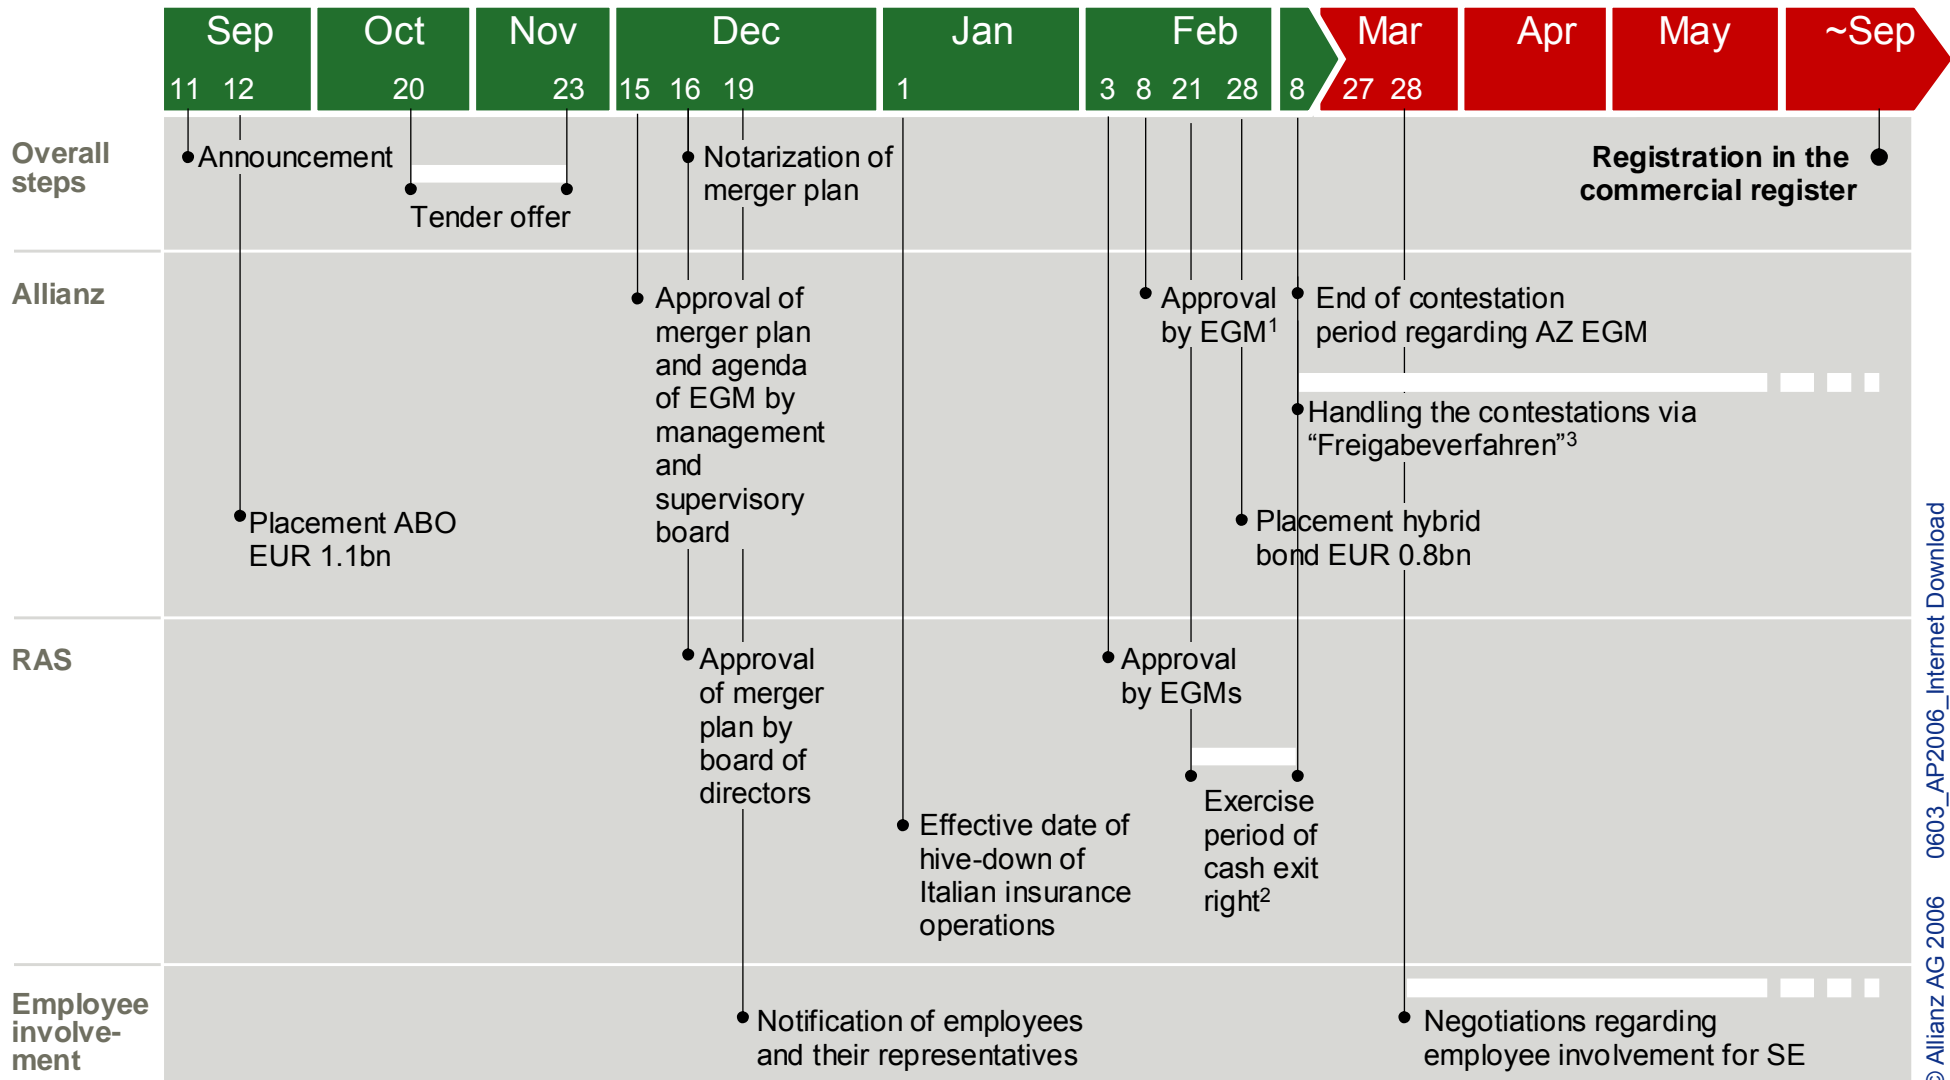 Sep Oct Nov Dec Jan Feb Mar Apr May ~Sep
11 12 20 23 15 16 19 1 3 8 21 28 8 27 28
Overall
steps
Announcement
Tender offer
Notarization of
merger plan
Registration in the
commercial register
Allianz
Placement ABO
EUR 1.1bn
Approval of
merger plan
and agenda
of EGM by
management
and
supervisory
board
Approval
by EGM1
End of contestation
period regarding AZ EGM
Handling the contestations via
“Freigabeverfahren”3
Placement hybrid
bond EUR 0.8bn
RAS
Approval
of merger
plan by
board of
directors
Effective date of
hive-down of
Italian insurance
operations
Approval
by EGMs
Exercise
period of
cash exit
right2
Employee
involve-
ment
Notification of employees
and their representatives
Negotiations regarding
employee involvement for SE
© Allianz AG 2006 0603_AP2006_Internet Download